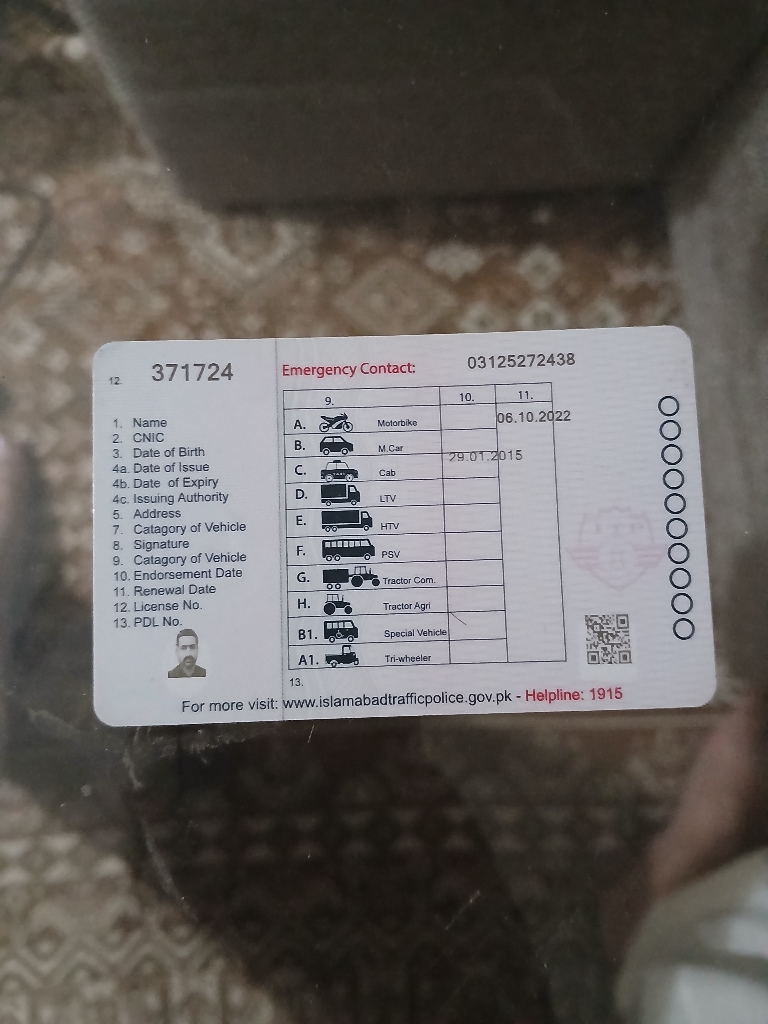 12. 371724
Emergency Contact: 03125272438
1. Name
2. CNIC
3. Date of Birth
4a. Date of Issue
4b. Date of Expiry
4c. Issuing Authority
5. Address
7. Catagory of Vehicle
8. Signature
9. Catagory of Vehicle
10. Endorsement Date
11. Renewal Date
12. License No.
13. PDL No.
9. 10. 11.
A. Motorbike 06.10.2022
B. M.Car
29.01.2015
C. Cab
D. LTV
E. HTV
F. PSV
G. Tractor Com.
H. Tractor Agri
B1. Special Vehicle
A1. Tri-wheeler
13.
For more visit: www.islamabadtrafficpolice.gov.pk - Helpline: 1915